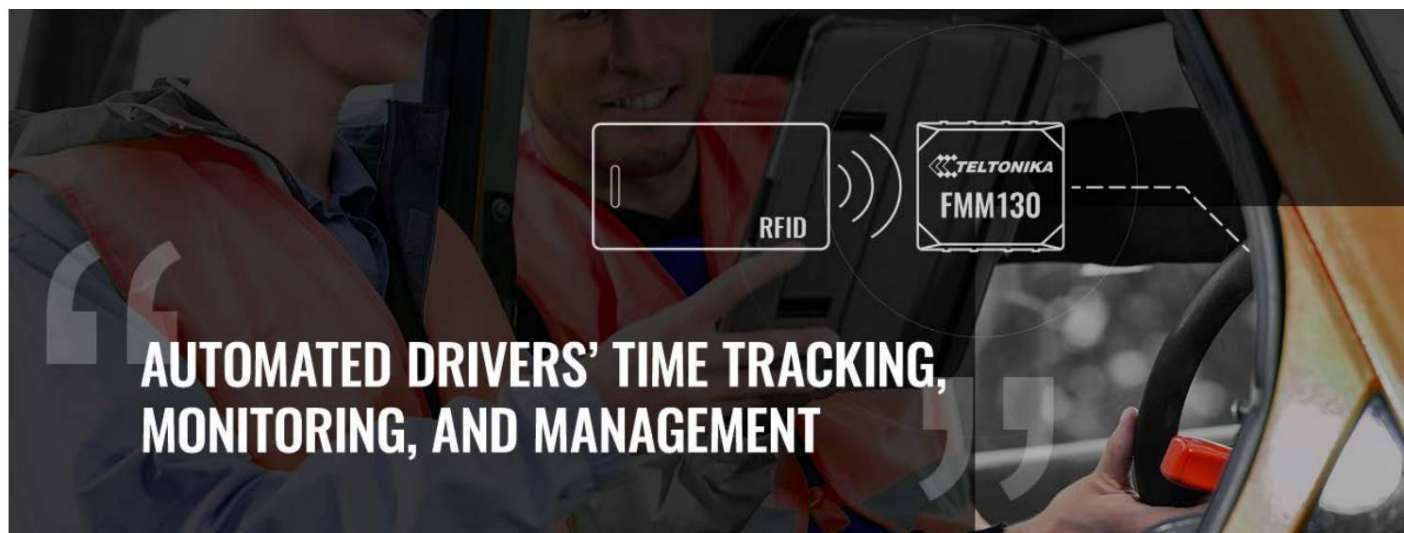 RFID
TELTONIKA
FMM130
“
AUTOMATED DRIVERS’ TIME TRACKING,
MONITORING, AND MANAGEMENT
”